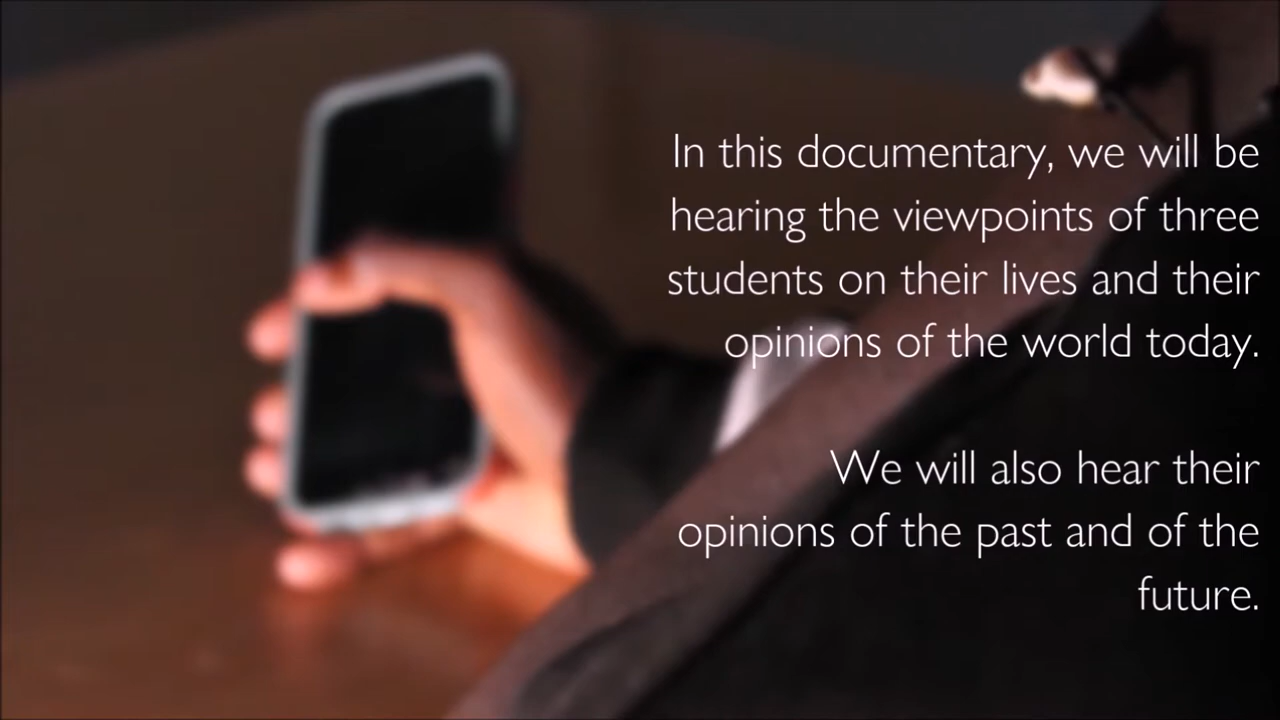 In this documentary, we will be
hearing the viewpoints of three
students on their lives and their
opinions of the world today.
We will also hear their
opinions of the past and of the
future.